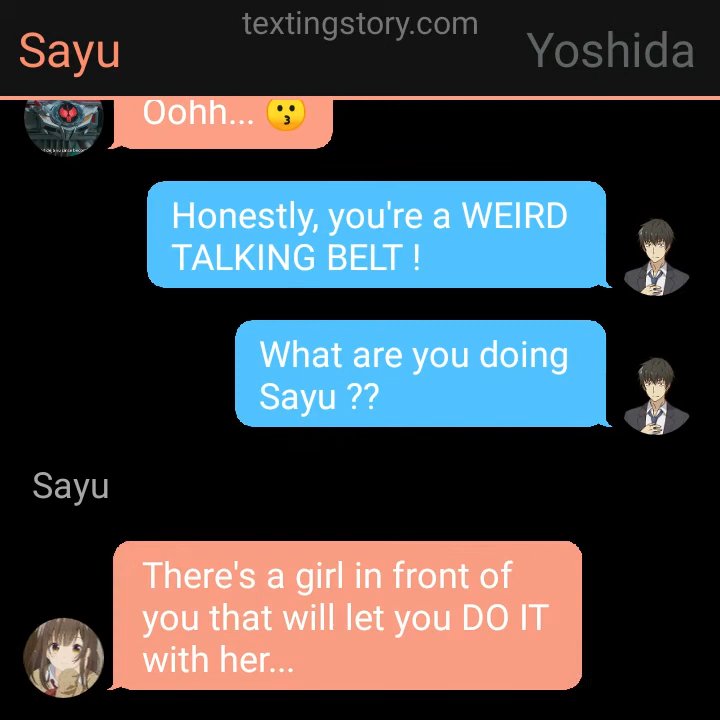 textingstory.com
Sayu
Yoshida
Oohh... 😗
Honestly, you're a WEIRD
TALKING BELT !
What are you doing
Sayu ??
Sayu
There's a girl in front of
you that will let you DO IT
with her...